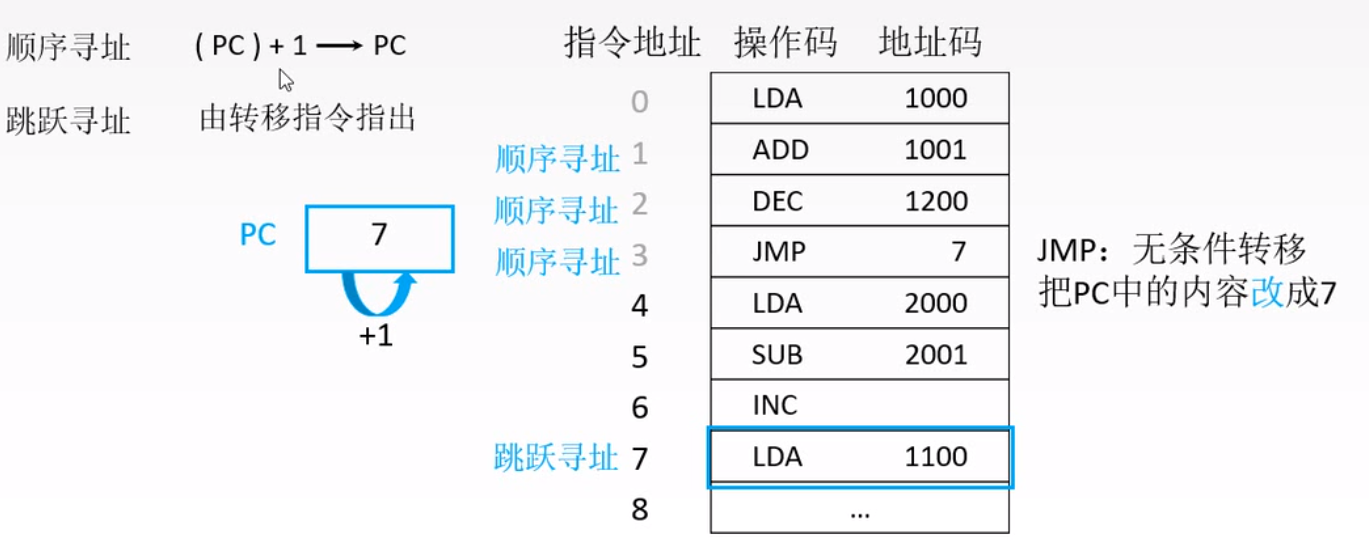 顺序寻址 ( PC ) + 1 ⟶ PC
跳跃寻址 由转移指令指出
PC 7
+1
指令地址 操作码 地址码
0 LDA 1000
顺序寻址 1 ADD 1001
顺序寻址 2 DEC 1200
顺序寻址 3 JMP 7
4 LDA 2000
5 SUB 2001
6 INC
跳跃寻址 7 LDA 1100
8 ...
JMP：无条件转移
把PC中的内容改成7